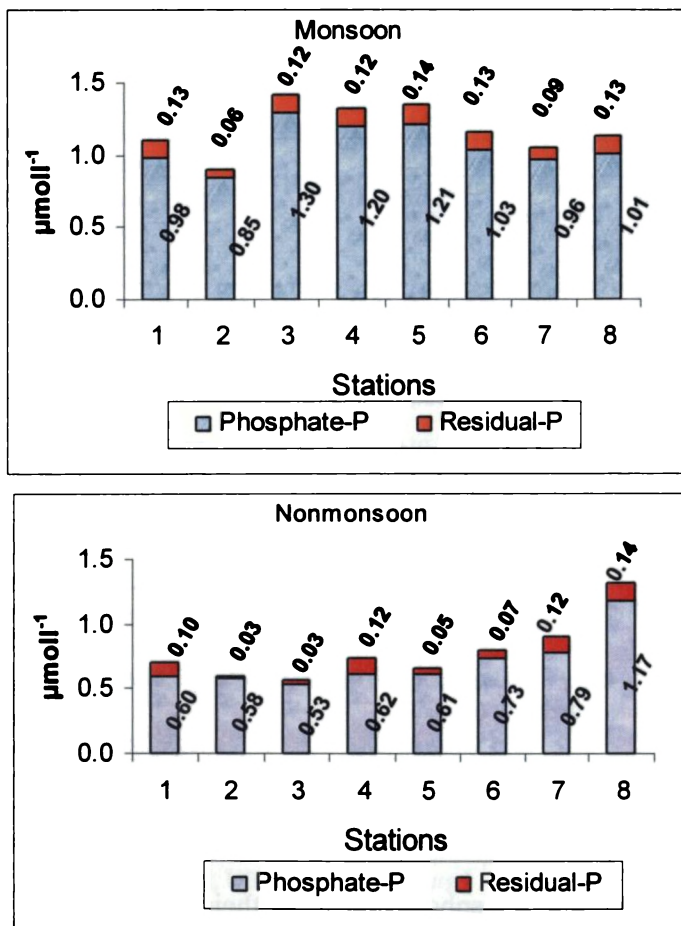 Monsoon
1.5
1.0
0.5
0.0
µmoll-1
0.13 0.06 0.12 0.12 0.14 0.13 0.09 0.13
0.98 0.85 1.30 1.20 1.21 1.03 0.96 1.01
1 2 3 4 5 6 7 8
Stations
Phosphate-P Residual-P
Nonmonsoon
1.5
1.0
0.5
0.0
µmoll-1
0.10 0.03 0.03 0.12 0.05 0.07 0.12 0.14
0.60 0.58 0.53 0.62 0.61 0.73 0.79 1.17
1 2 3 4 5 6 7 8
Stations
Phosphate-P Residual-P